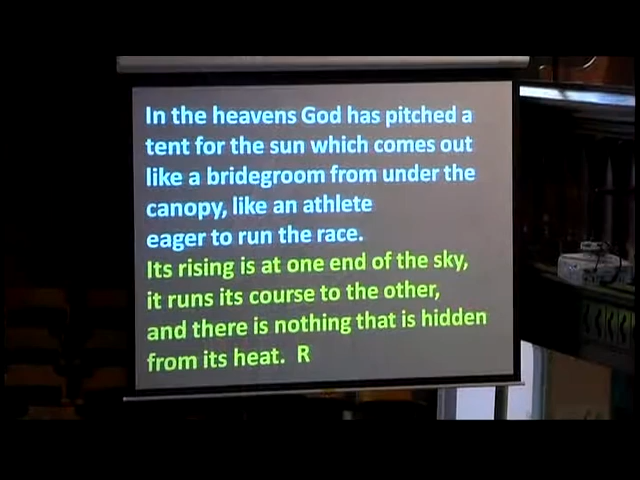 In the heavens God has pitched a
tent for the sun which comes out
like a bridegroom from under the
canopy, like an athlete
eager to run the race.
Its rising is at one end of the sky,
it runs its course to the other,
and there is nothing that is hidden
from its heat.  R